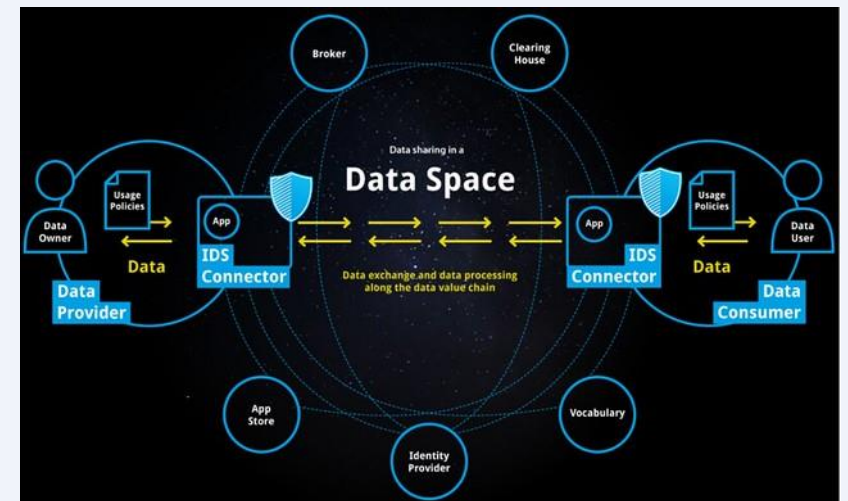 Broker
Clearing
House
Data sharing in a
Data Space
Data
Owner
Usage
Policies
Data
Data
Provider
App
IDS
Connector
Data exchange and data processing
along the data value chain
App
IDS
Connector
Usage
Policies
Data
Data
User
Data
Consumer
App
Store
Identity
Provider
Vocabulary